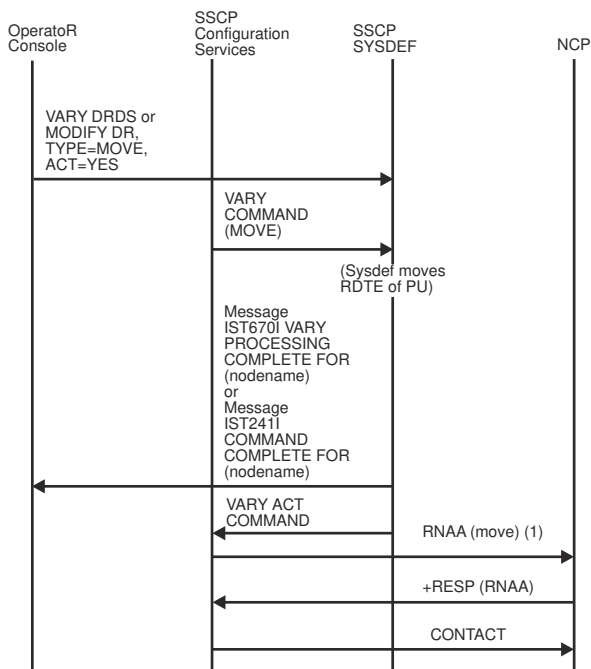 OperatoR
Console
SSCP
Configuration
Services
SSCP
SYSDEF
NCP
VARY DRDS or
MODIFY DR,
TYPE=MOVE,
ACT=YES
VARY
COMMAND
(MOVE)
(Sysdef moves
RDTE of PU)
Message
IST670I VARY
PROCESSING
COMPLETE FOR
(nodename)
or
Message
IST241I
COMMAND
COMPLETE FOR
(nodename)
VARY ACT
COMMAND
RNAA (move) (1)
+RESP (RNAA)
CONTACT